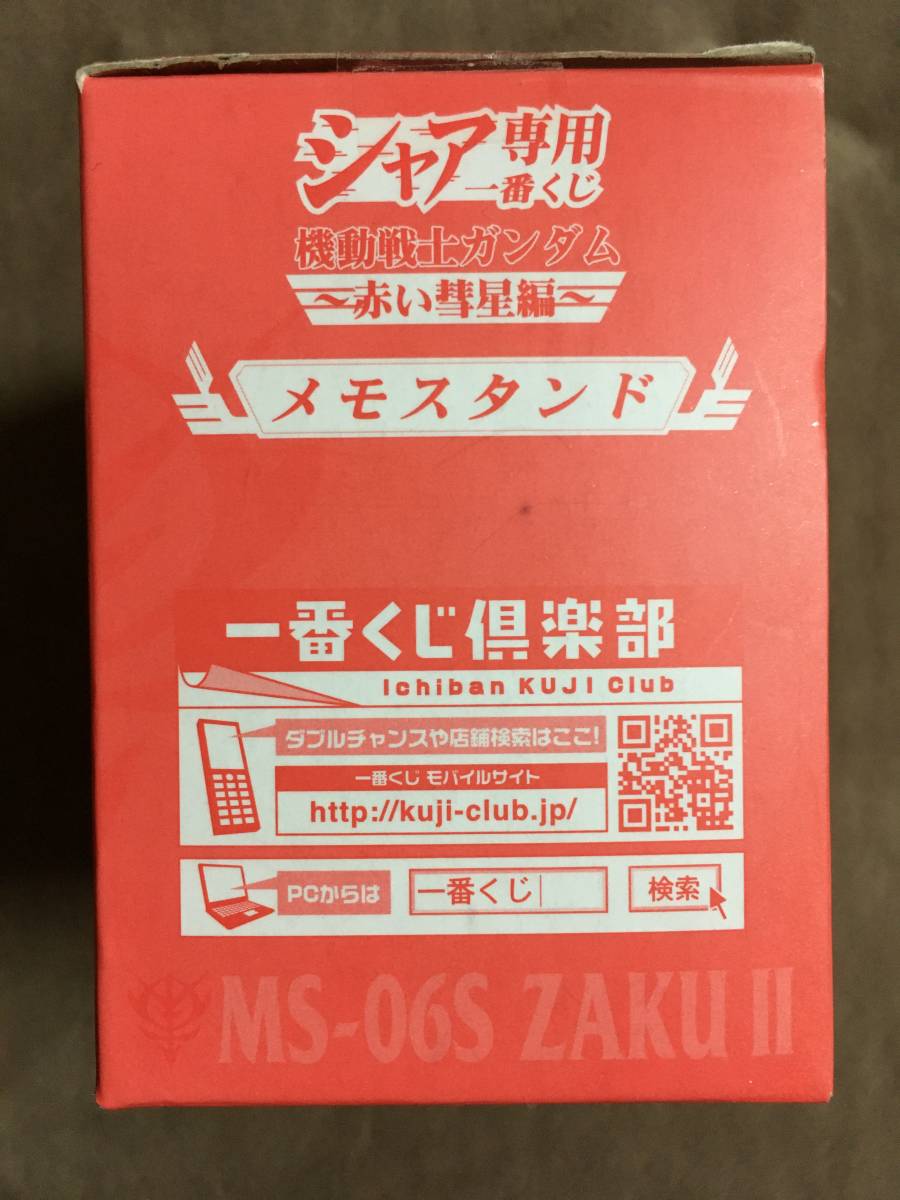 シャア専用
一番くじ
機動戦士ガンダム
～赤い彗星編～
メモスタンド
一番くじ倶楽部
Ichiban KUJI Club
ダブルチャンスや店舗検索はここ!
一番くじ モバイルサイト
http://kuji-club.jp/
PCからは 一番くじ 検索
MS-06S ZAKU II